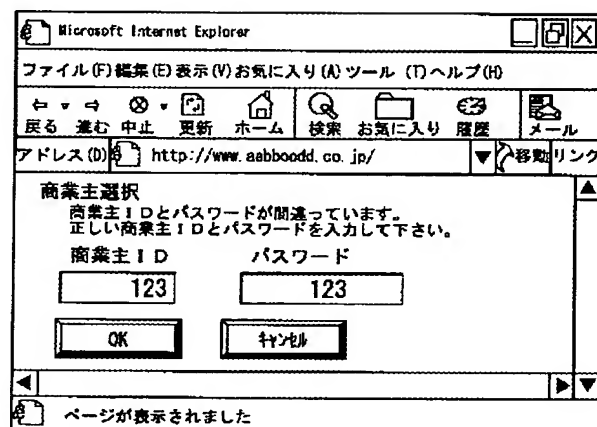 Microsoft Internet Explorer
ファイル(F)編集(E)表示(V)お気に入り(A)ツール (T)ヘルプ(H)
戻る 進む 中止 更新 ホーム 検索 お気に入り 履歴 メール
アドレス(D) http://www.aabboodd.co.jp/ 移動 リンク
商業主選択
商業主IDとパスワードが間違っています。
正しい商業主IDとパスワードを入力して下さい。
商業主ID パスワード
123 123
OK キャンセル
ページが表示されました